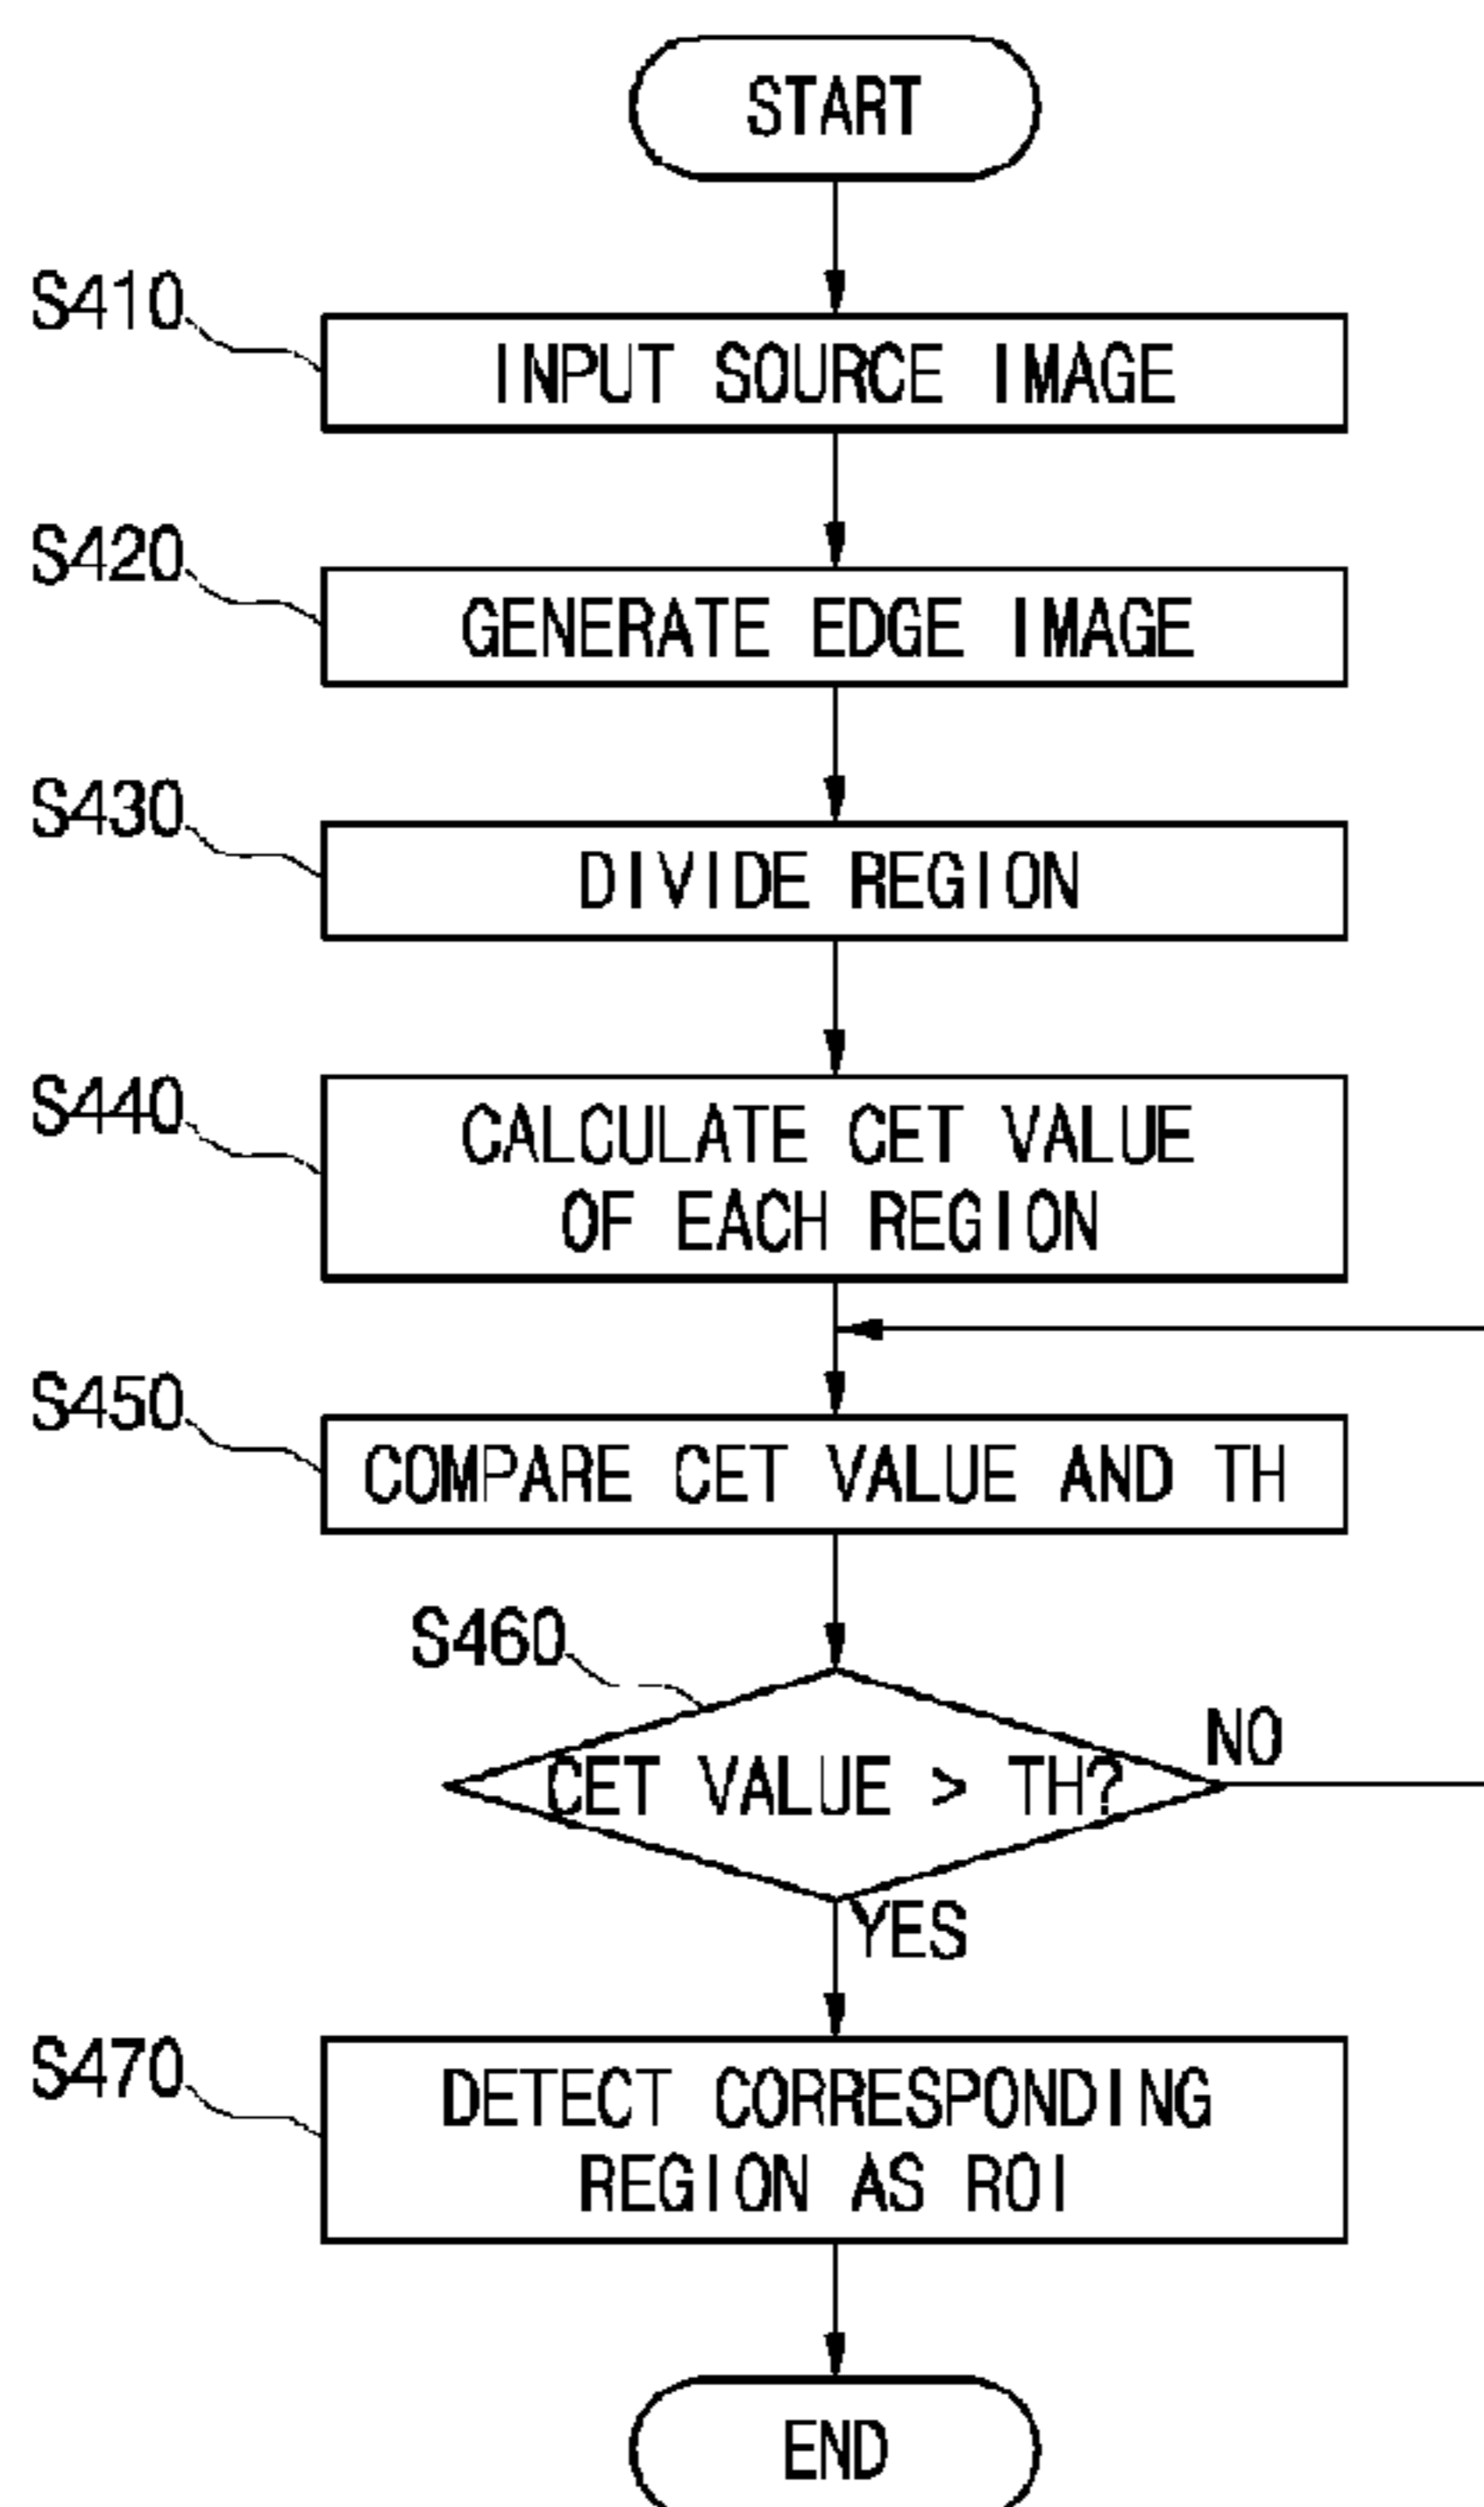 START
S410
INPUT SOURCE IMAGE
S420
GENERATE EDGE IMAGE
S430
DIVIDE REGION
S440
CALCULATE CET VALUE
OF EACH REGION
S450
COMPARE CET VALUE AND TH
S460
CET VALUE > TH?
NO
YES
S470
DETECT CORRESPONDING
REGION AS ROI
END